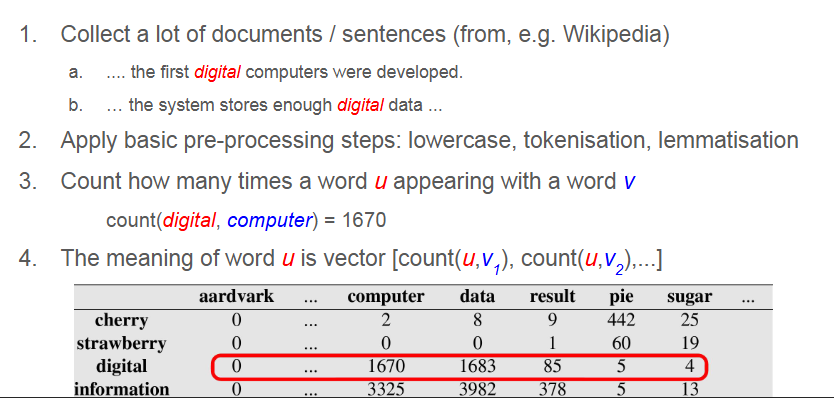 1. Collect a lot of documents / sentences (from, e.g. Wikipedia)
a. .... the first digital computers were developed.
b. ... the system stores enough digital data ...
2. Apply basic pre-processing steps: lowercase, tokenisation, lemmatisation
3. Count how many times a word u appearing with a word v
count(digital, computer) = 1670
4. The meaning of word u is vector [count(u,v1), count(u,v2),...]
aardvark ... computer data result pie sugar ...
cherry 0 ... 2 8 9 442 25
strawberry 0 ... 0 0 1 60 19
digital 0 ... 1670 1683 85 5 4
information 0 ... 3325 3982 378 5 13